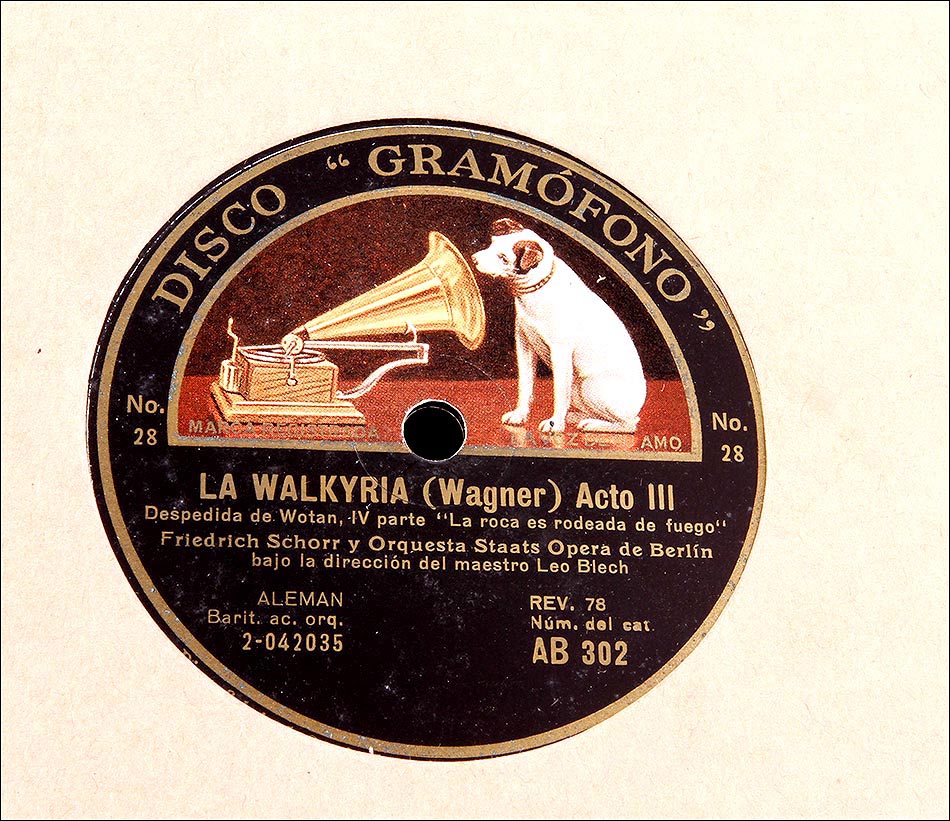 DISCO “GRAMÓFONO”
No. 28
No. 28
AMO
LA WALKYRIA (Wagner) Acto III
Despedida de Wotan, IV parte "La roca es rodeada de fuego"
Friedrich Schorr y Orquesta Staats Opera de Berlín
bajo la dirección del maestro Leo Blech
ALEMAN
Barit. ac. orq.
2-042035
REV. 78
Núm. del cat.
AB 302